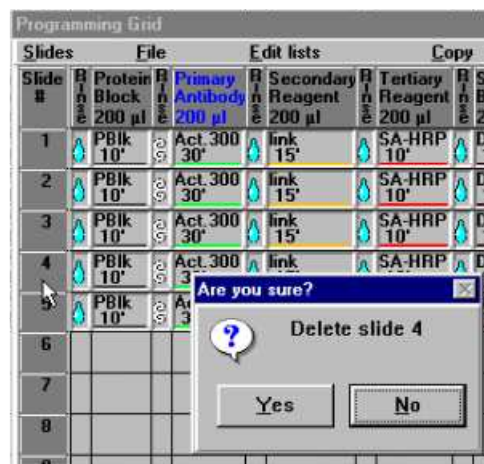 Programming Grid
Slides File Edit lists Copy
Slide # Rinse Protein Block 200 µl Rinse Primary Antibody 200 µl Rinse Secondary Reagent 200 µl Rinse Tertiary Reagent 200 µl Rinse
1 PBlk 10' Act.300 30' link 15' SA-HRP 10'
2 PBlk 10' Act.300 30' link 15' SA-HRP 10'
3 PBlk 10' Act.300 30' link 15' SA-HRP 10'
4 PBlk 10' Act.300 link SA-HRP
5 PBlk 10'
Are you sure?
Delete slide 4
Yes No
6
7
8